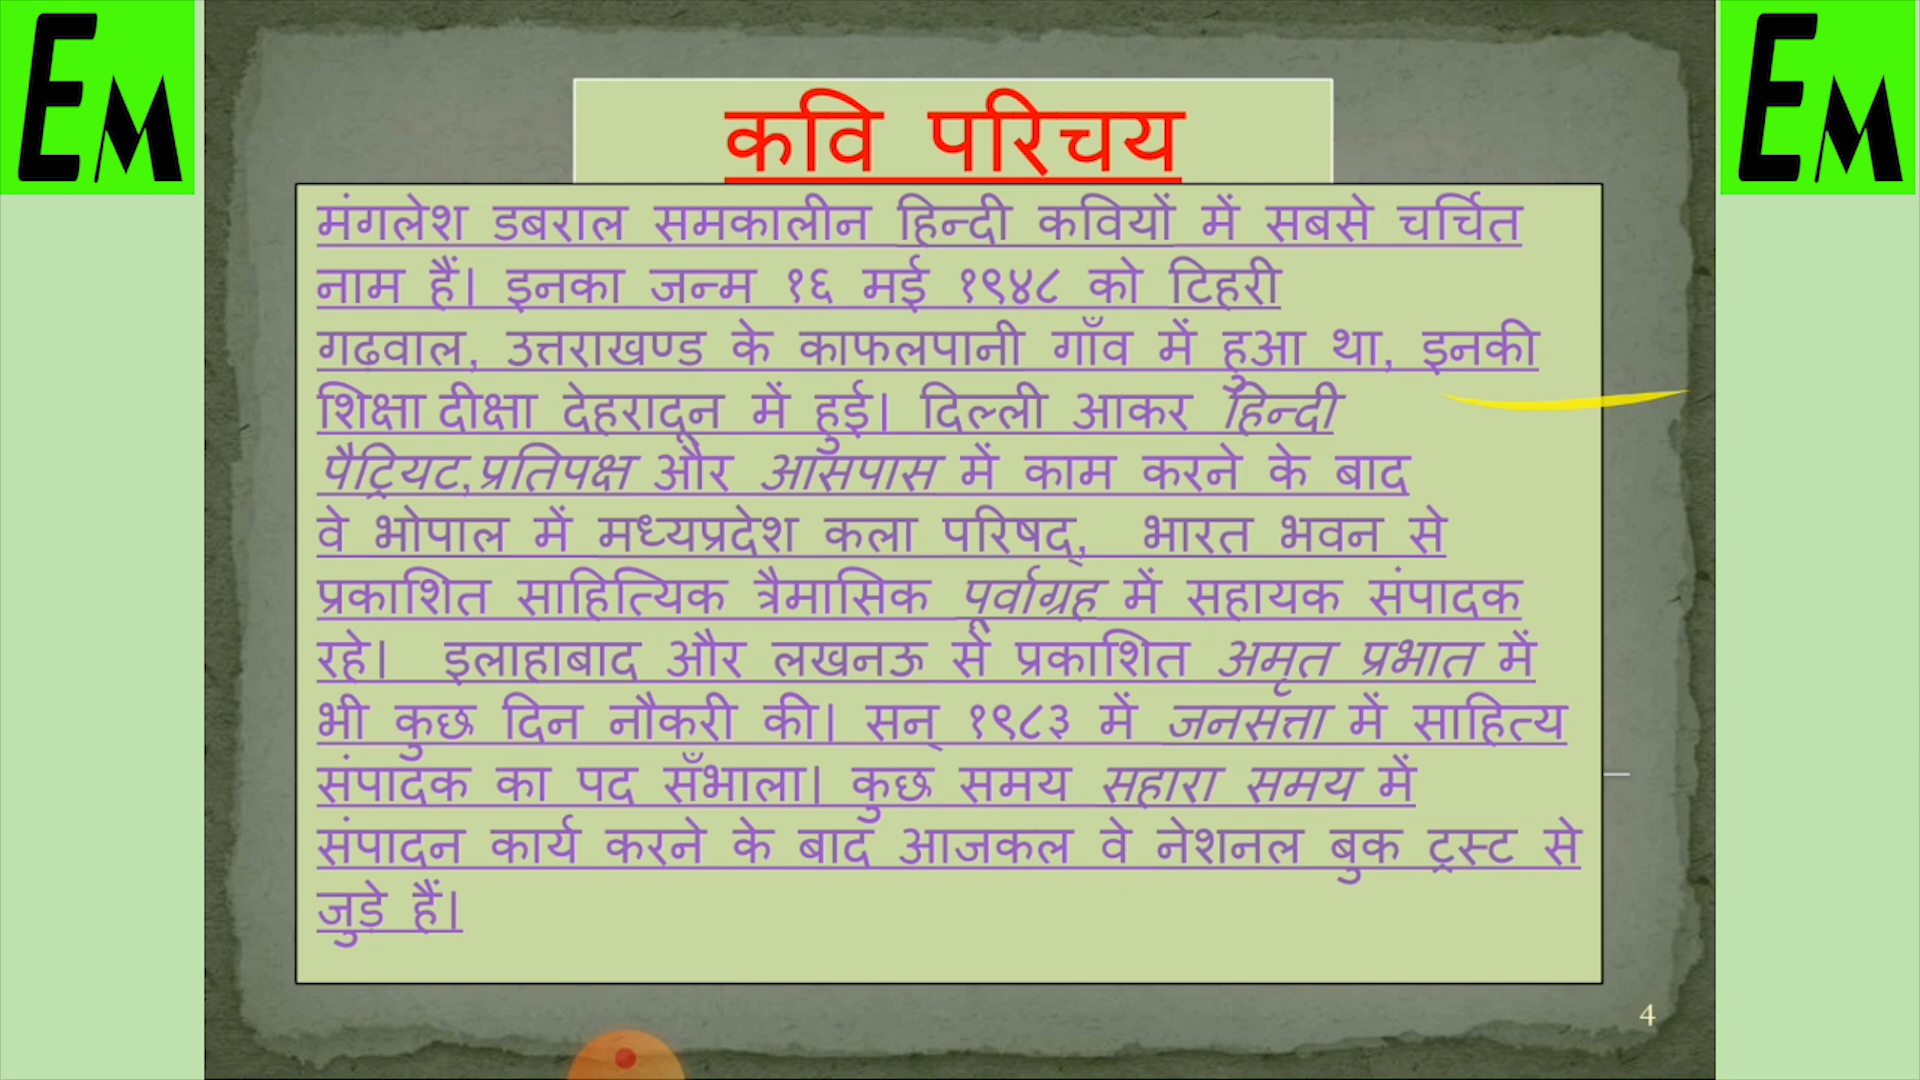 EM
EM
कवि परिचय
मंगलेश डबराल समकालीन हिन्दी कवियों में सबसे चर्चित
नाम हैं। इनका जन्म १६ मई १९४८ को टिहरी
गढवाल, उत्तराखण्ड के काफलपानी गाँव में हुआ था, इनकी
शिक्षा दीक्षा देहरादून में हुई। दिल्ली आकर हिन्दी
पैट्रियट,प्रतिपक्ष और आसपास में काम करने के बाद
वे भोपाल में मध्यप्रदेश कला परिषद्, भारत भवन से
प्रकाशित साहित्यिक त्रैमासिक पूर्वाग्रह में सहायक संपादक
रहे। इलाहाबाद और लखनऊ से प्रकाशित अमृत प्रभात में
भी कुछ दिन नौकरी की। सन् १९८३ में जनसत्ता में साहित्य
संपादक का पद सँभाला। कुछ समय सहारा समय में
संपादन कार्य करने के बाद आजकल वे नेशनल बुक ट्रस्ट से
जुड़े हैं।
4